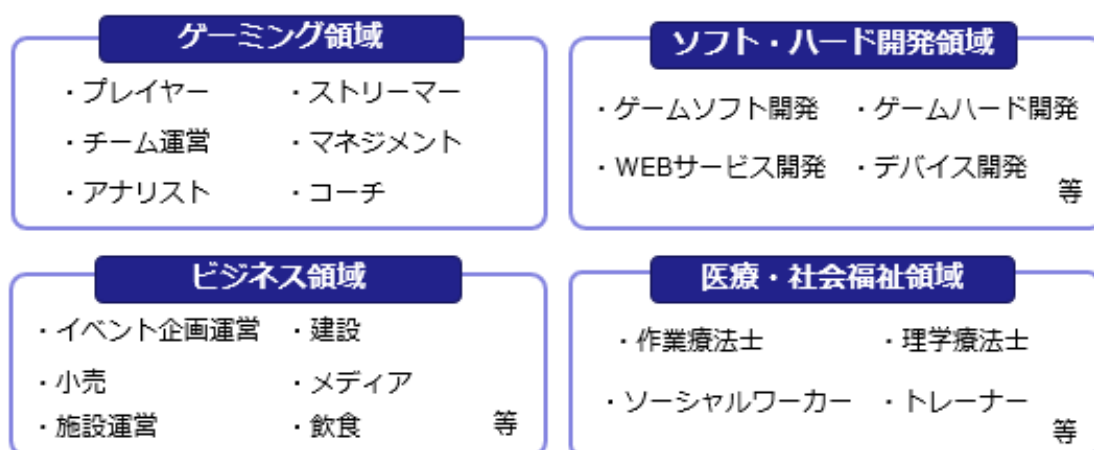 ゲーミング領域
・プレイヤー ・ストリーマー
・チーム運営 ・マネジメント
・アナリスト ・コーチ
ソフト・ハード開発領域
・ゲームソフト開発 ・ゲームハード開発
・WEBサービス開発 ・デバイス開発
等
ビジネス領域
・イベント企画運営 ・建設
・小売 ・メディア
・施設運営 ・飲食 等
医療・社会福祉領域
・作業療法士 ・理学療法士
・ソーシャルワーカー ・トレーナー
等